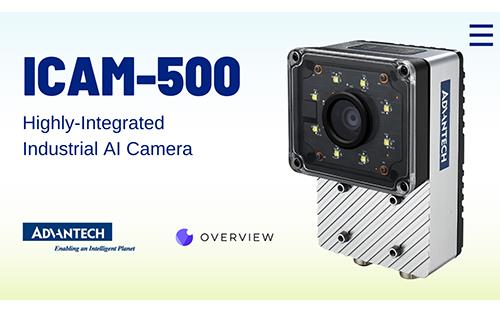 ICAM-500
Highly-Integrated
Industrial AI Camera
ADVANTECH
Enabling an Intelligent Planet
OVERVIEW
ADVANTECH